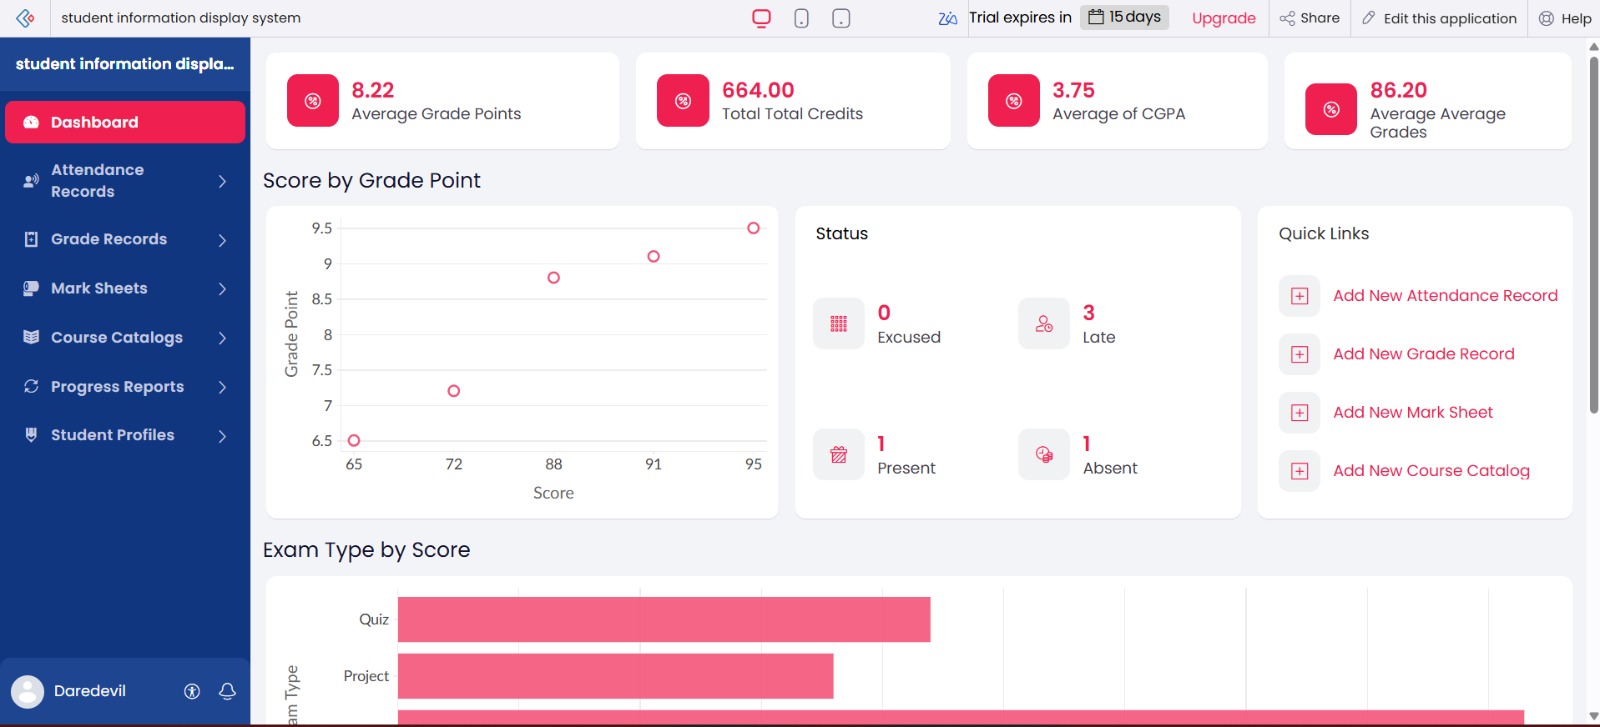 student information display system
Trial expires in 15 days
Upgrade
Share
Edit this application
Help
student information displa...
Dashboard
Attendance
Records
Grade Records
Mark Sheets
Course Catalogs
Progress Reports
Student Profiles
Daredevil
8.22
Average Grade Points
664.00
Total Total Credits
3.75
Average of CGPA
86.20
Average Average
Grades
Score by Grade Point
Grade Point
9.5
9
8.5
8
7.5
7
6.5
65 72 88 91 95
Score
Status
0
Excused
3
Late
1
Present
1
Absent
Quick Links
Add New Attendance Record
Add New Grade Record
Add New Mark Sheet
Add New Course Catalog
Exam Type by Score
Quiz
Project
am Type